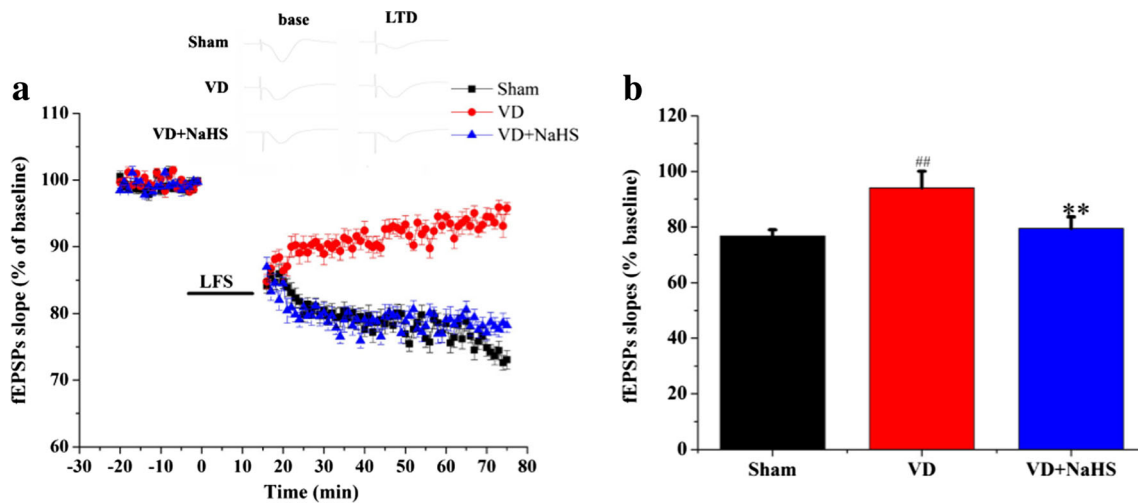 base LTD
Sham
VD
VD+NaHS
a
Sham
VD
VD+NaHS
110
100
90
80
70
60
fEPSPs slope (% of baseline)
LFS
-30 -20 -10 0 10 20 30 40 50 60 70 80
Time (min)
b
120
100
80
60
40
20
0
fEPSPs slopes (% baseline)
##
**
Sham VD VD+NaHS